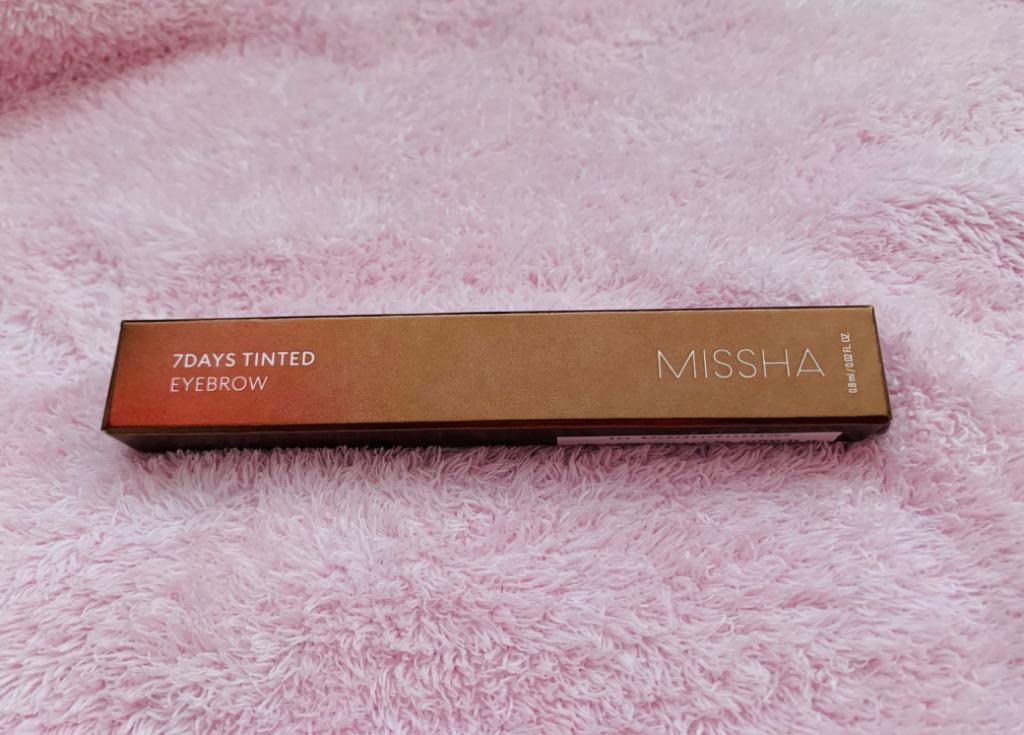 7DAYS TINTED
EYEBROW
MISSHA
0.8 ml / 0.02 FL. OZ.